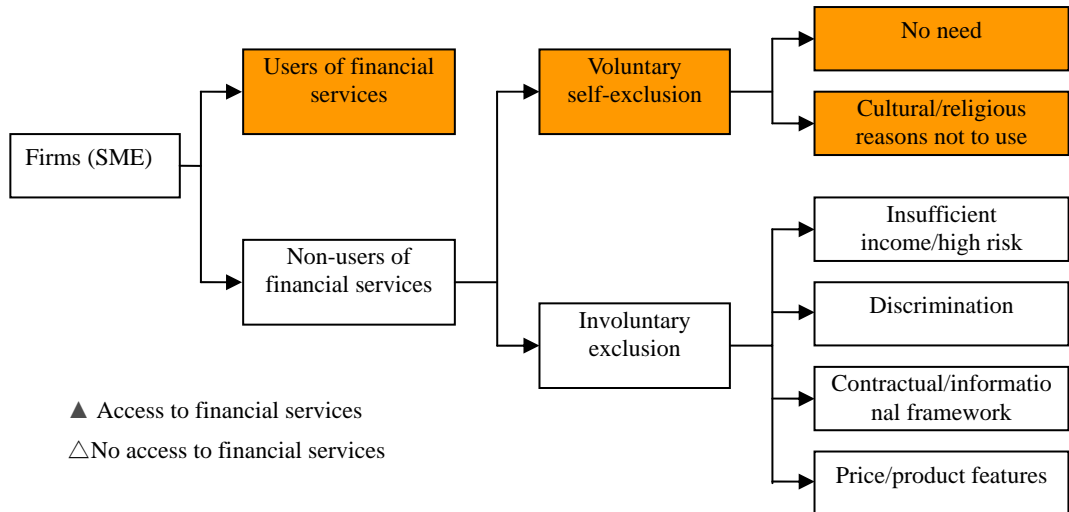 Firms (SME)
Users of financial
services
Non-users of
financial services
Voluntary
self-exclusion
Involuntary
exclusion
No need
Cultural/religious
reasons not to use
Insufficient
income/high risk
Discrimination
Contractual/informatio
nal framework
Price/product features
▲ Access to financial services
△No access to financial services